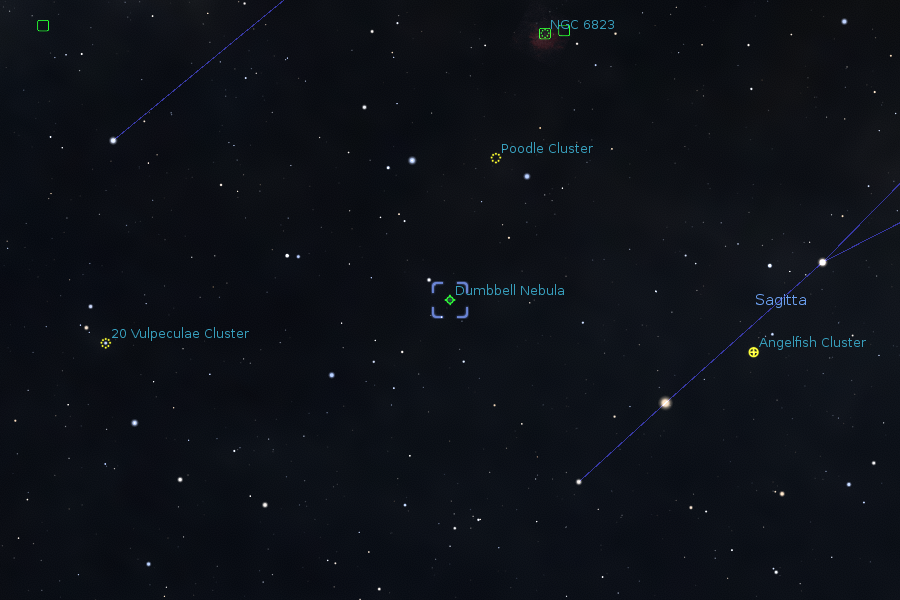 NGC 6823
Poodle Cluster
Dumbbell Nebula
Sagitta
20 Vulpeculae Cluster
Angelfish Cluster